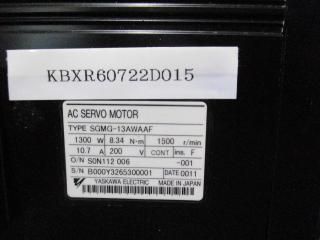 KBXR60722D015
AC SERVO MOTOR
TYPE SGMG-13AWAAF
1300 W 8.34 N·m 1500 r/min
10.7 A 200 V CONT ins. F
O/N S0N112 006 -001
S/N B000Y3265300001 DATE 0011
YASKAWA ELECTRIC MADE IN JAPAN